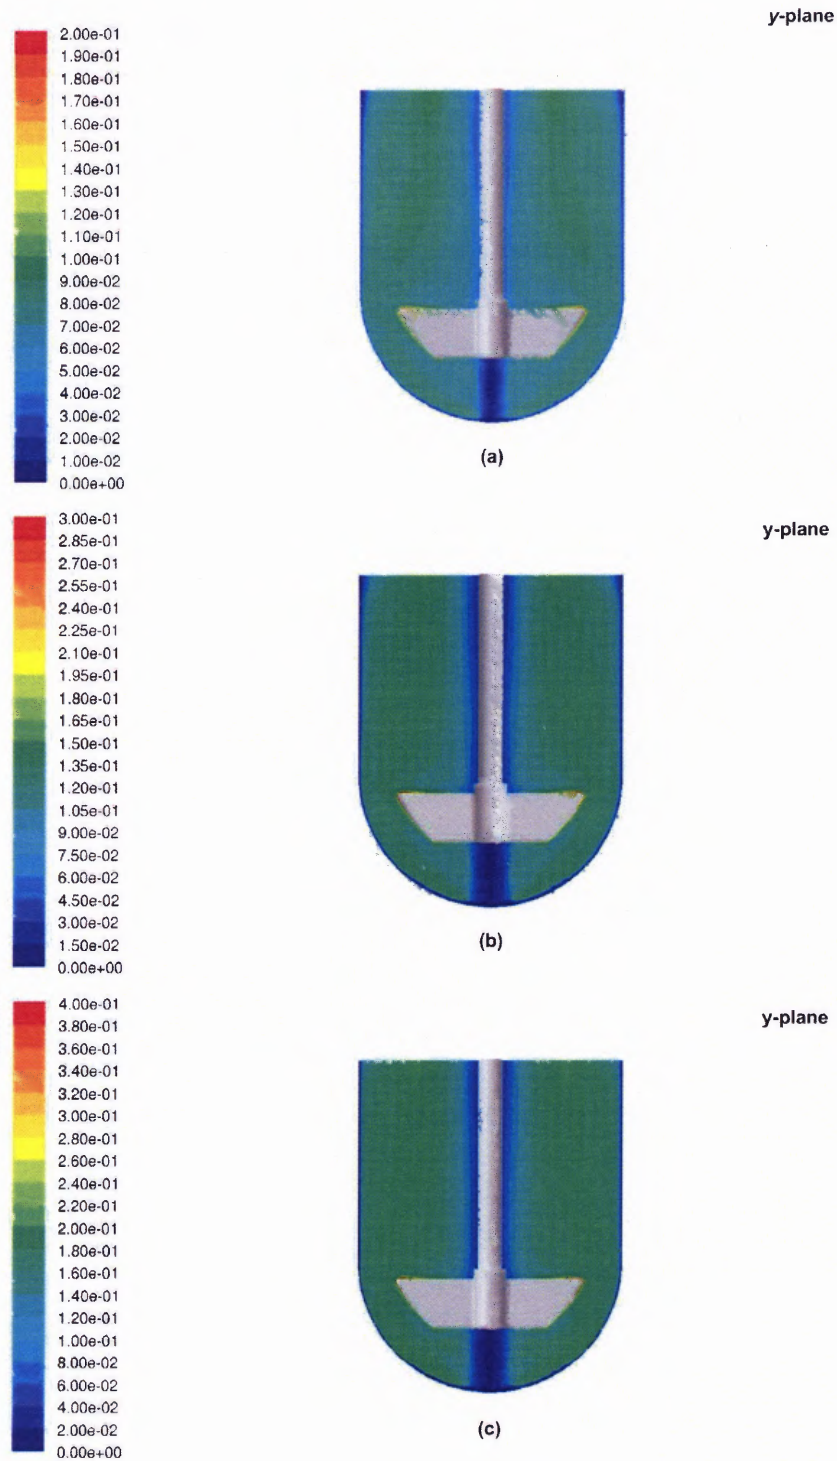 y-plane
2.00e-01
1.90e-01
1.80e-01
1.70e-01
1.60e-01
1.50e-01
1.40e-01
1.30e-01
1.20e-01
1.10e-01
1.00e-01
9.00e-02
8.00e-02
7.00e-02
6.00e-02
5.00e-02
4.00e-02
3.00e-02
2.00e-02
1.00e-02
0.00e+00
(a)
y-plane
3.00e-01
2.85e-01
2.70e-01
2.55e-01
2.40e-01
2.25e-01
2.10e-01
1.95e-01
1.80e-01
1.65e-01
1.50e-01
1.35e-01
1.20e-01
1.05e-01
9.00e-02
7.50e-02
6.00e-02
4.50e-02
3.00e-02
1.50e-02
0.00e+00
(b)
y-plane
4.00e-01
3.80e-01
3.60e-01
3.40e-01
3.20e-01
3.00e-01
2.80e-01
2.60e-01
2.40e-01
2.20e-01
2.00e-01
1.80e-01
1.60e-01
1.40e-01
1.20e-01
1.00e-01
8.00e-02
6.00e-02
4.00e-02
2.00e-02
0.00e+00
(c)